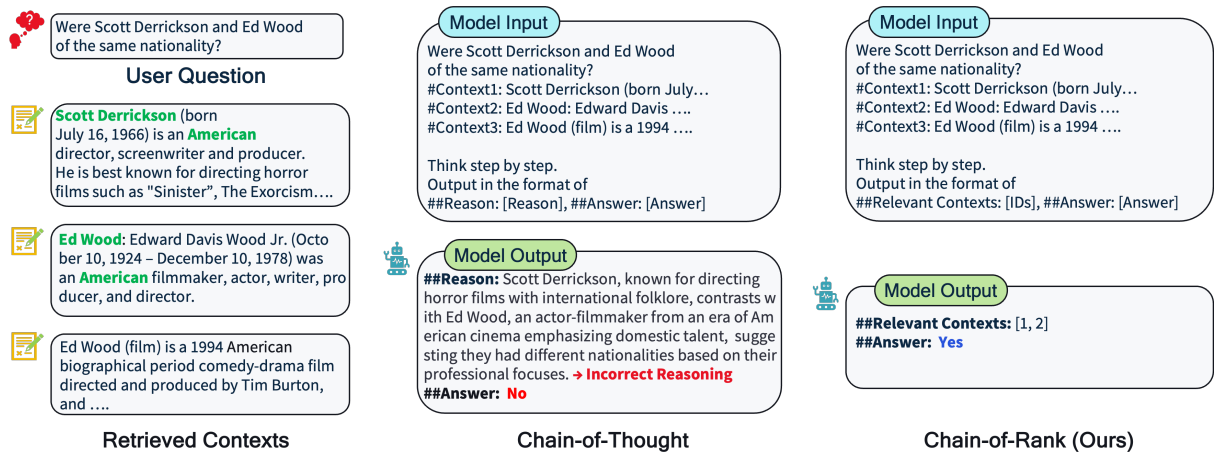 Were Scott Derrickson and Ed Wood
of the same nationality?
User Question
Scott Derrickson (born
July 16, 1966) is an American
director, screenwriter and producer.
He is best known for directing horror
films such as "Sinister”, The Exorcism….
Ed Wood: Edward Davis Wood Jr. (Octo
ber 10, 1924 – December 10, 1978) was
an American filmmaker, actor, writer, pro
ducer, and director.
Ed Wood (film) is a 1994 American
biographical period comedy-drama film
directed and produced by Tim Burton,
and ….
Retrieved Contexts
Model Input
Were Scott Derrickson and Ed Wood
of the same nationality?
#Context1: Scott Derrickson (born July…
#Context2: Ed Wood: Edward Davis ….
#Context3: Ed Wood (film) is a 1994 ….
Think step by step.
Output in the format of
##Reason: [Reason], ##Answer: [Answer]
Model Output
##Reason: Scott Derrickson, known for directing
horror films with international folklore, contrasts w
ith Ed Wood, an actor-filmmaker from an era of Am
erican cinema emphasizing domestic talent, sugge
sting they had different nationalities based on their
professional focuses. → Incorrect Reasoning
##Answer: No
Chain-of-Thought
Model Input
Were Scott Derrickson and Ed Wood
of the same nationality?
#Context1: Scott Derrickson (born July…
#Context2: Ed Wood: Edward Davis ….
#Context3: Ed Wood (film) is a 1994 ….
Think step by step.
Output in the format of
##Relevant Contexts: [IDs], ##Answer: [Answer]
Model Output
##Relevant Contexts: [1, 2]
##Answer: Yes
Chain-of-Rank (Ours)